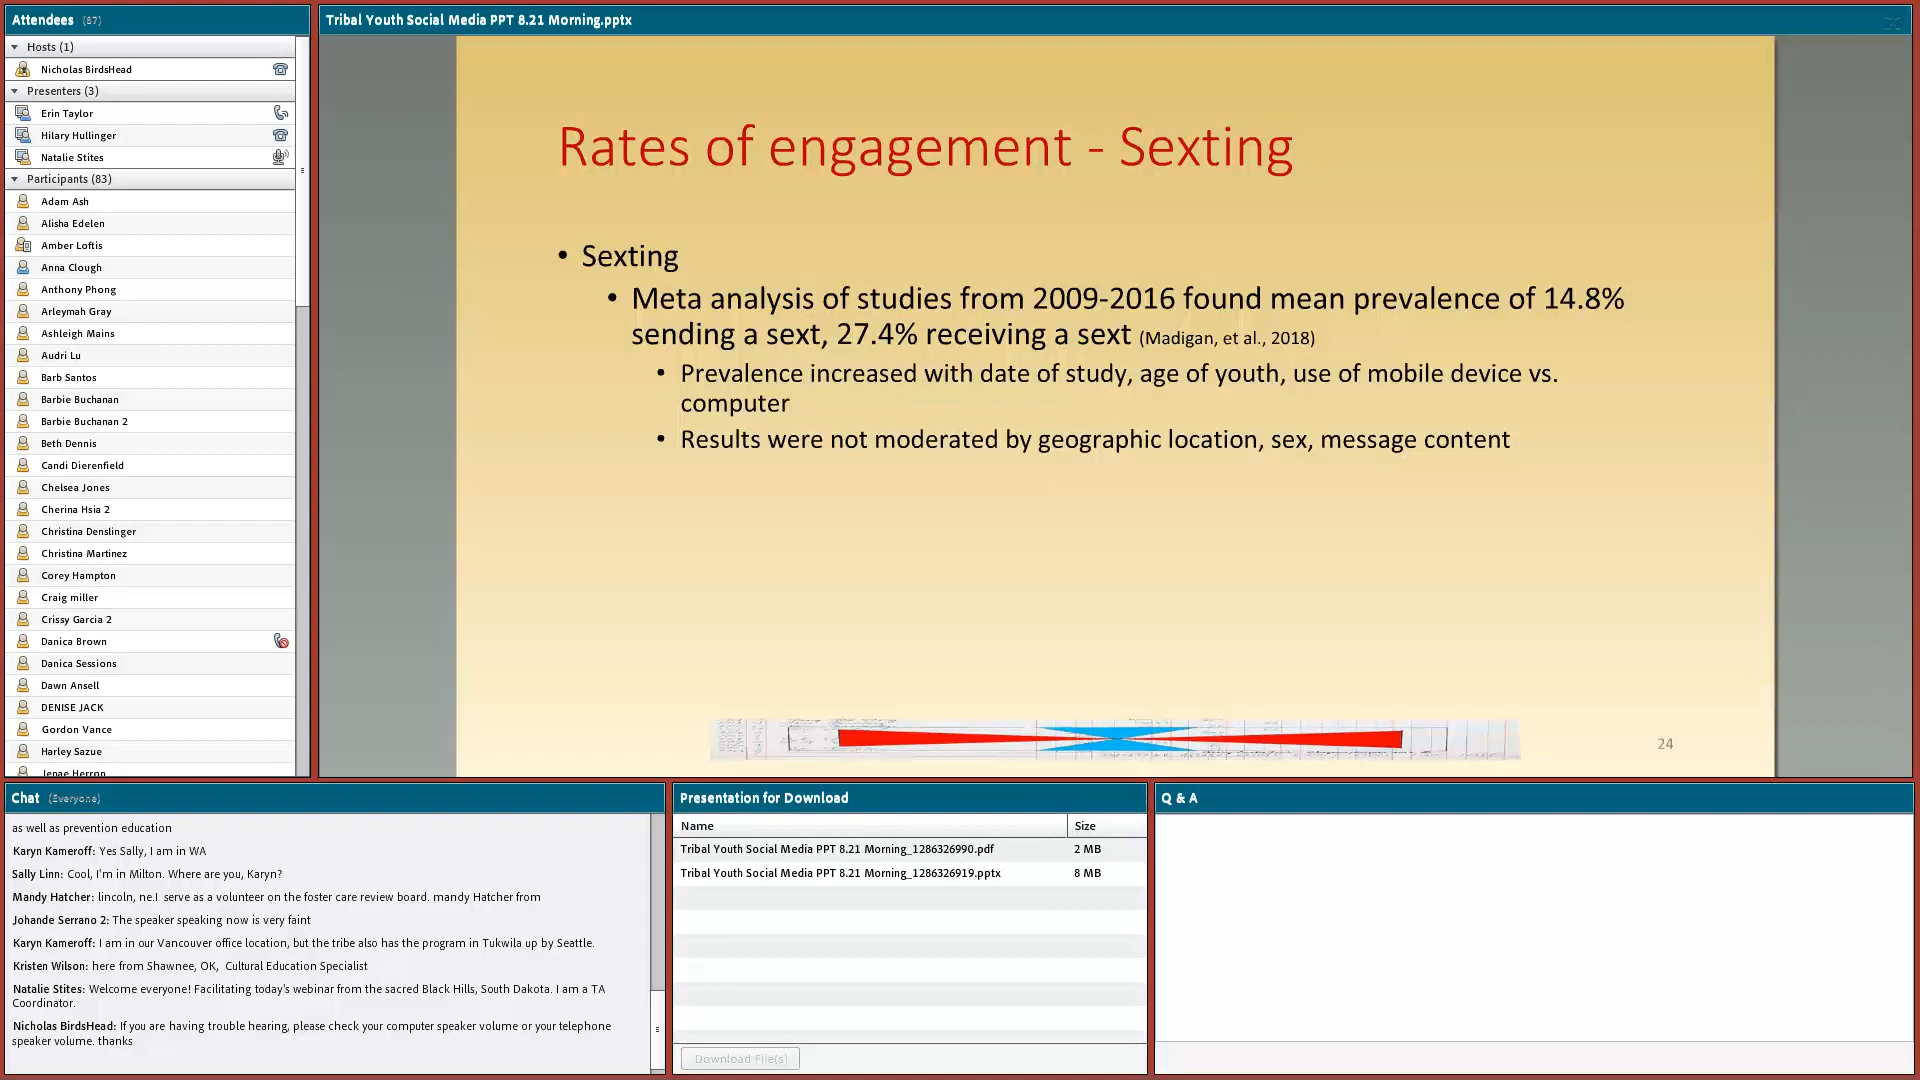 Attendees (87)
Hosts (1)
Nicholas BirdsHead
Presenters (3)
Erin Taylor
Hilary Hullinger
Natalie Stites
Participants (83)
Adam Ash
Alisha Edelen
Amber Loftis
Anna Clough
Anthony Phong
Arleymah Gray
Ashleigh Mains
Audri Lu
Barb Santos
Barbie Buchanan
Barbie Buchanan 2
Beth Dennis
Candi Dierenfield
Chelsea Jones
Cherina Hsia 2
Christina Denslinger
Christina Martinez
Corey Hampton
Craig miller
Crissy Garcia 2
Danica Brown
Danica Sessions
Dawn Ansell
DENISE JACK
Gordon Vance
Harley Sazue
Jenae Herron
Tribal Youth Social Media PPT 8.21 Morning.pptx
Rates of engagement - Sexting
• Sexting
• Meta analysis of studies from 2009-2016 found mean prevalence of 14.8%
sending a sext, 27.4% receiving a sext (Madigan, et al., 2018)
• Prevalence increased with date of study, age of youth, use of mobile device vs.
computer
• Results were not moderated by geographic location, sex, message content
24
Chat (Everyone)
as well as prevention education
Karyn Kameroff: Yes Sally, I am in WA
Sally Linn: Cool, I'm in Milton. Where are you, Karyn?
Mandy Hatcher: lincoln, ne.I serve as a volunteer on the foster care review board. mandy Hatcher from
Johande Serrano 2: The speaker speaking now is very faint
Karyn Kameroff: I am in our Vancouver office location, but the tribe also has the program in Tukwila up by Seattle.
Kristen Wilson: here from Shawnee, OK, Cultural Education Specialist
Natalie Stites: Welcome everyone! Facilitating today's webinar from the sacred Black Hills, South Dakota. I am a TA
Coordinator.
Nicholas BirdsHead: If you are having trouble hearing, please check your computer speaker volume or your telephone
speaker volume. thanks
Presentation for Download
Name Size
Tribal Youth Social Media PPT 8.21 Morning_1286326990.pdf 2 MB
Tribal Youth Social Media PPT 8.21 Morning_1286326919.pptx 8 MB
Download File(s)
Q & A